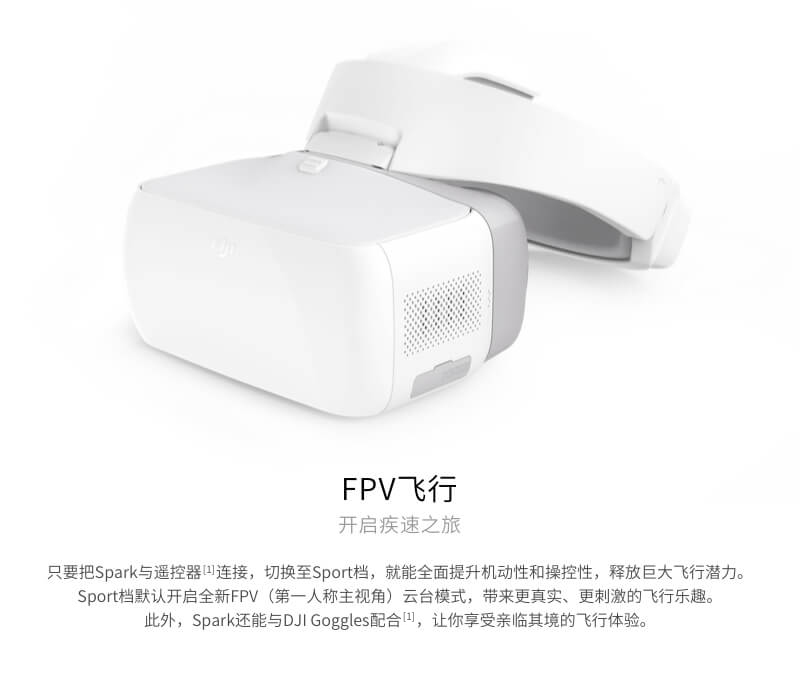 dji
FPV飞行
开启疾速之旅
只要把Spark与遥控器[1]连接，切换至Sport档，就能全面提升机动性和操控性，释放巨大飞行潜力。
Sport档默认开启全新FPV（第一人称主视角）云台模式，带来更真实、更刺激的飞行乐趣。
此外，Spark还能与DJI Goggles配合[1]，让你享受亲临其境的飞行体验。